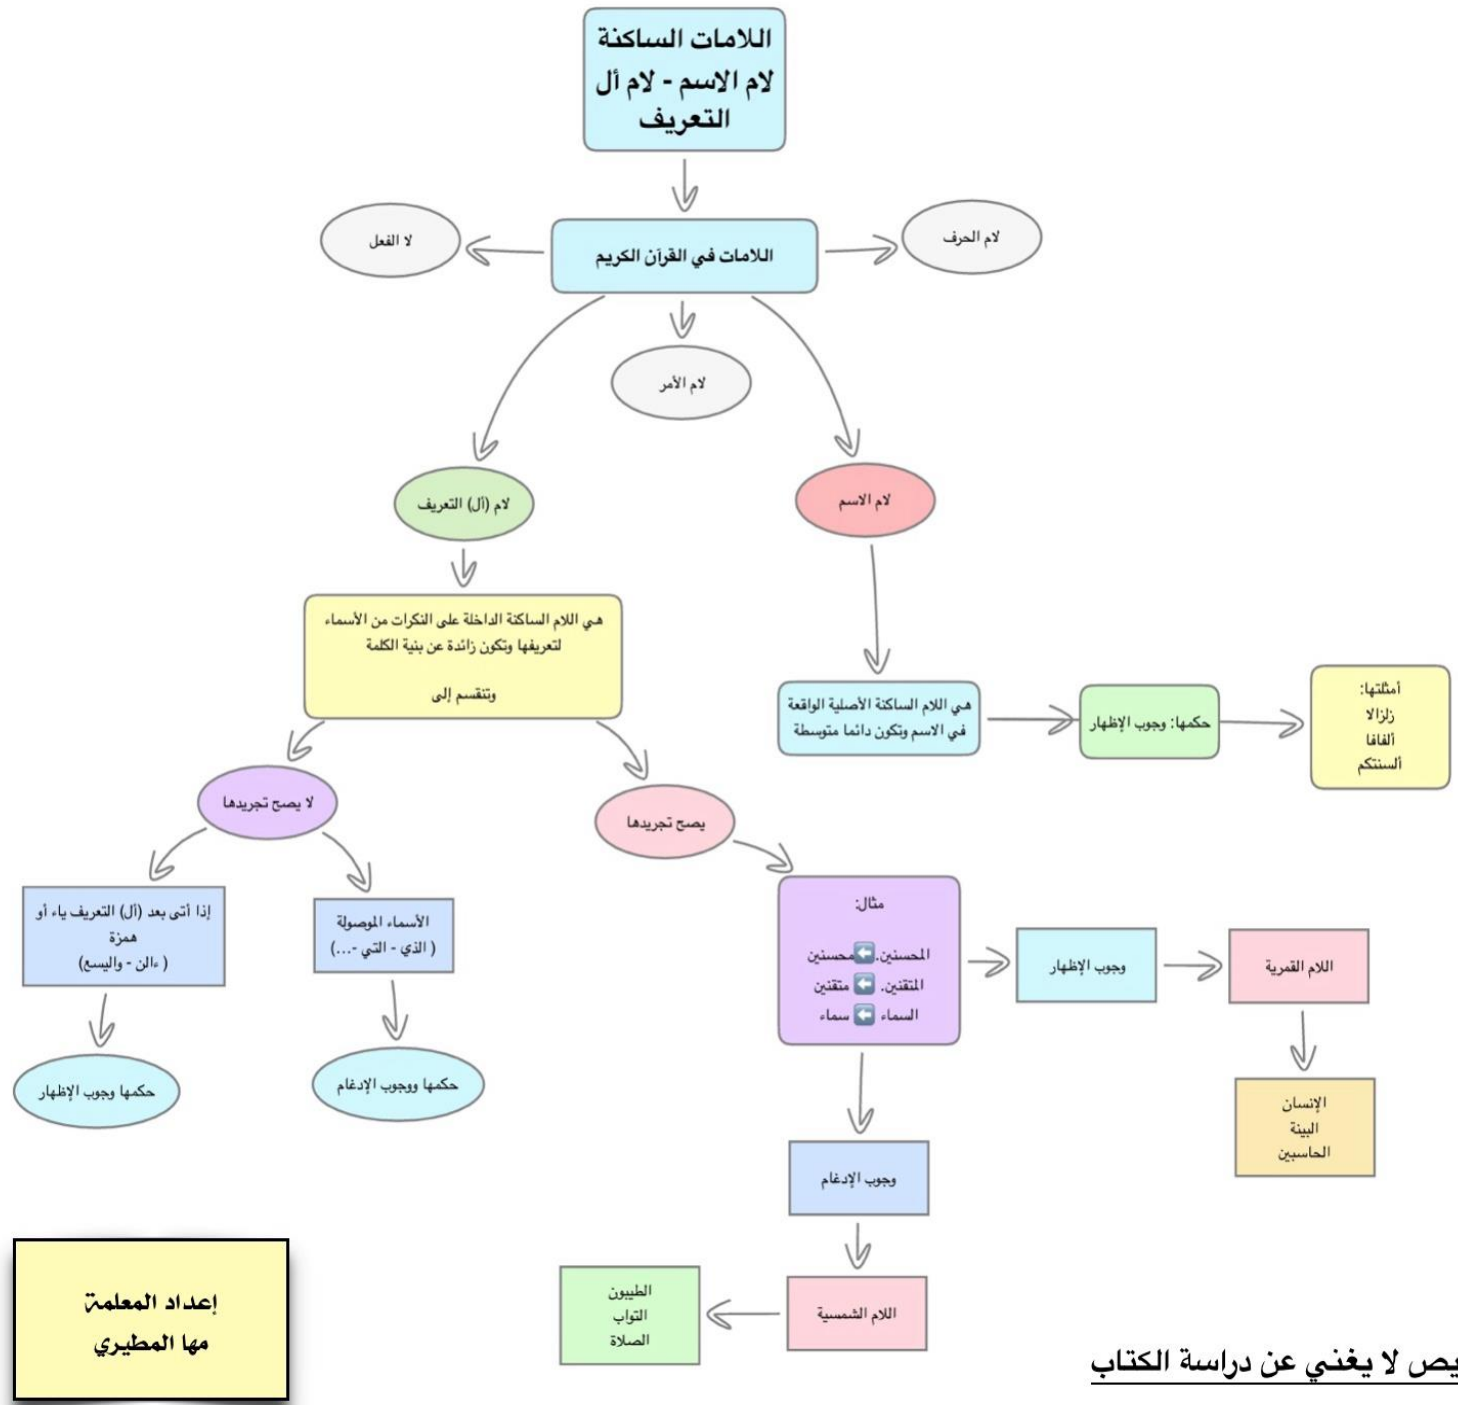 اللامات الساكنة
لام الاسم - لام أل
التعريف
لام الحرف
اللامات في القرآن الكريم
لا الفعل
لام الأمر
لام الاسم
لام (أل) التعريف
هي اللام الساكنة الأصلية الواقعة
في الاسم وتكون دائما متوسطة
حكمها: وجوب الإظهار
أمثلتها:
زلزالا
ألفافا
ألسنتكم
هي اللام الساكنة الداخلة على النكرات من الأسماء
لتعريفها وتكون زائدة عن بنية الكلمة
وتنقسم إلى
يصح تجريدها
لا يصح تجريدها
مثال:
المحسنين. ⬅️ محسنين
المتقنين. ⬅️ متقنين
السماء ⬅️ سماء
وجوب الإظهار
اللام القمرية
الإنسان
البينة
الحاسبين
وجوب الإدغام
اللام الشمسية
الطيبون
التواب
الصلاة
الأسماء الموصولة
( الذي - التي -...)
حكمها ووجوب الإدغام
إذا أتى بعد (أل) التعريف ياء أو
همزة
( ءالن - واليسع)
حكمها وجوب الإظهار
إعداد المعلمة
مها المطيري
لا يغني عن دراسة الكتاب